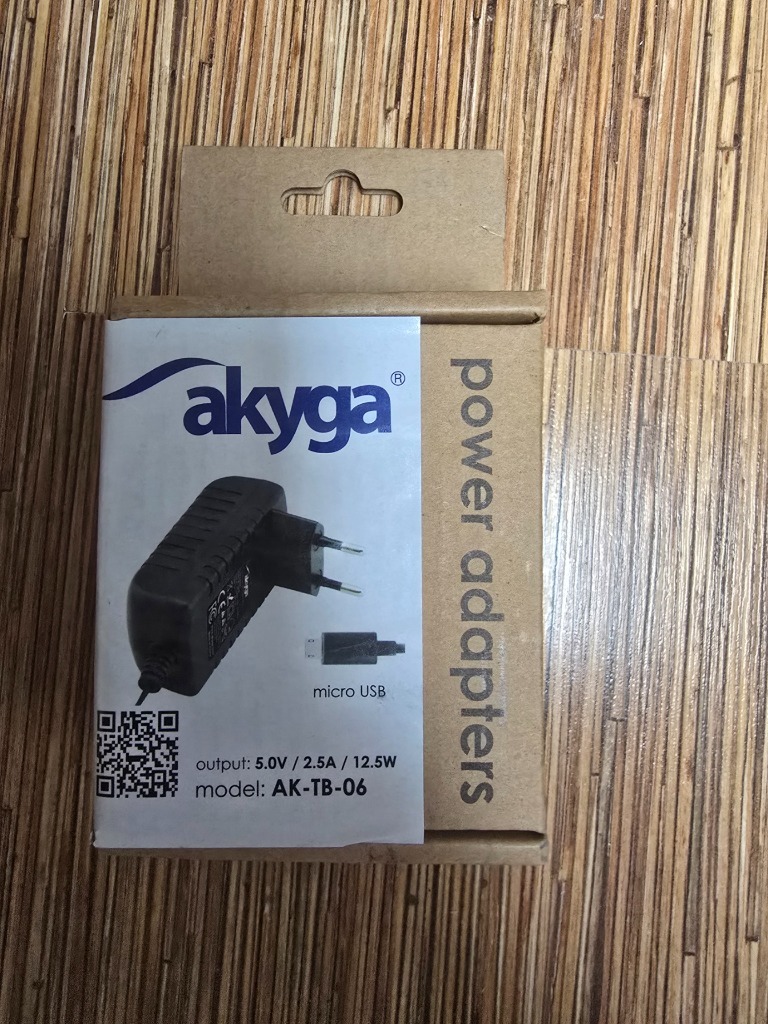 akyga®
micro USB
output: 5.0V / 2.5A / 12.5W
model: AK-TB-06
power adapters